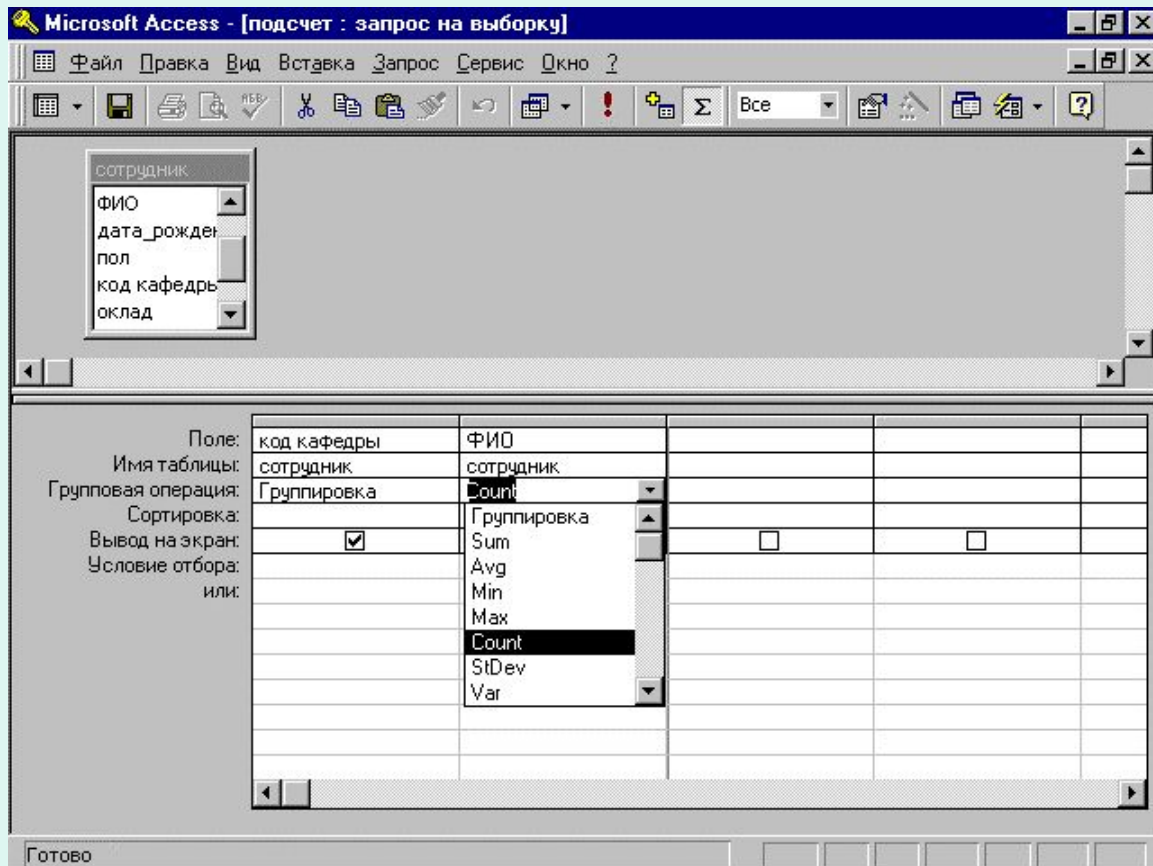 Microsoft Access - [подсчет : запрос на выборку]
Файл Правка Вид Вставка Запрос Сервис Окно ?
Все
сотрудник
ФИО
дата_рожден
пол
код кафедры
оклад
Поле: код кафедры ФИО
Имя таблицы: сотрудник сотрудник
Групповая операция: Группировка Count
Сортировка: Группировка
Вывод на экран: Sum
Условие отбора: Avg
или: Min
Max
Count
StDev
Var
Готово